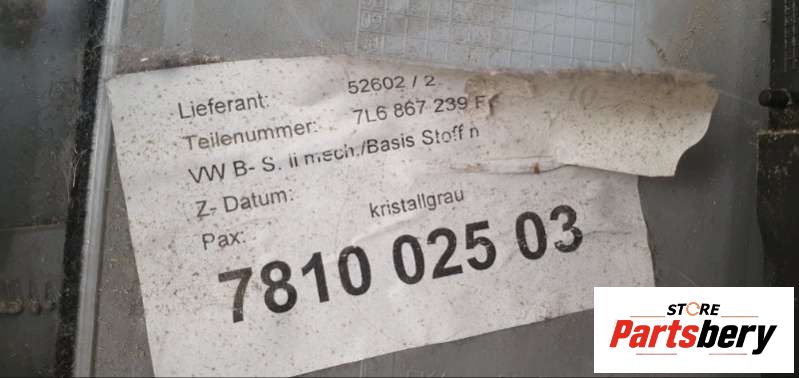 Lieferant: 52602 / 2
Teilenummer: 7L6 867 239 F
VW B- S. li mech./Basis Stoff n
Z- Datum:
Pax: kristallgrau
7810 025 03
STORE
Partsbery